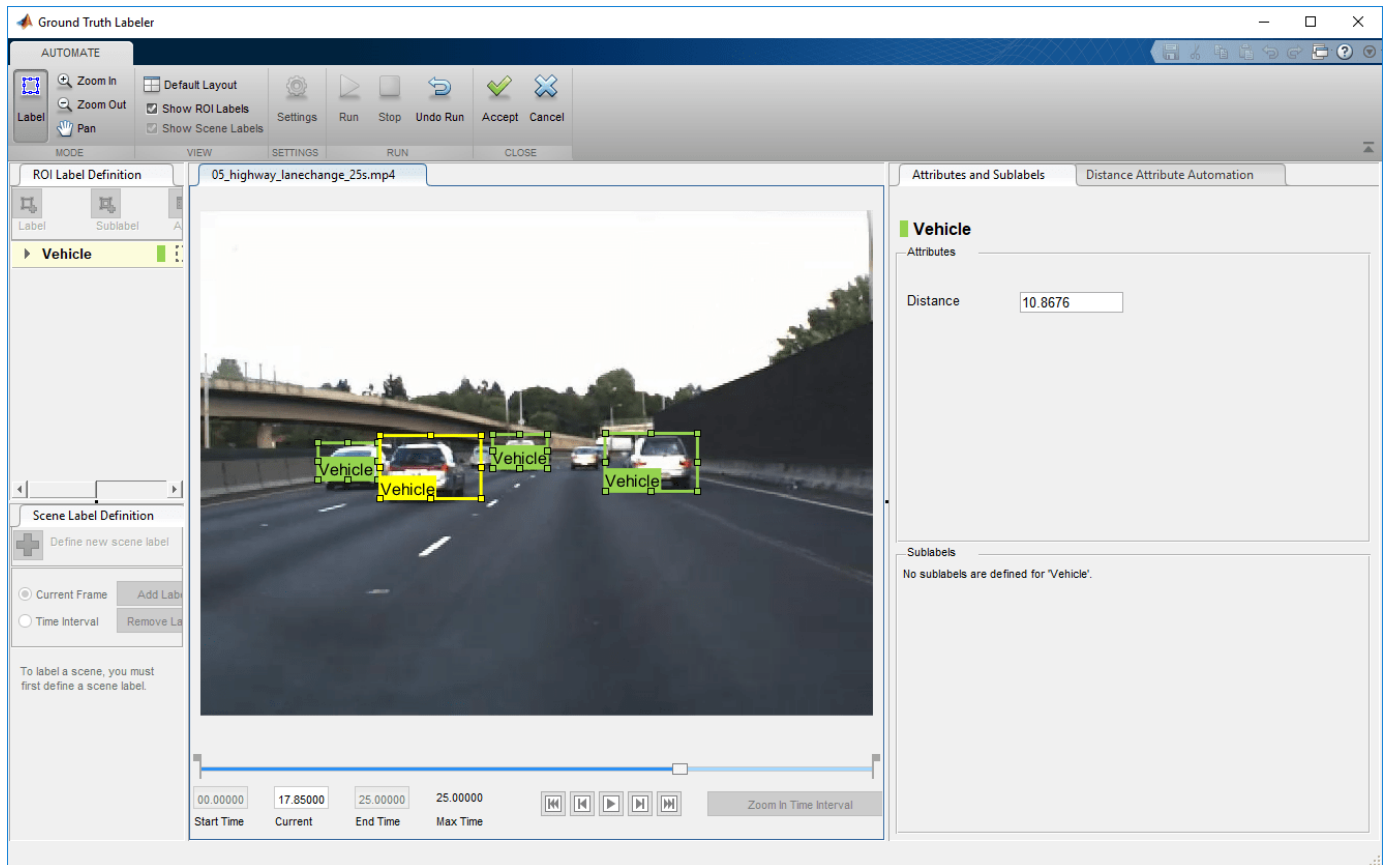 Ground Truth Labeler
AUTOMATE
Label
Zoom In
Zoom Out
Pan
MODE
Default Layout
Show ROI Labels
Show Scene Labels
VIEW
Settings
SETTINGS
Run
Stop
Undo Run
RUN
Accept
Cancel
CLOSE
ROI Label Definition
Label
Sublabel
A
Vehicle
Scene Label Definition
Define new scene label
Current Frame
Add Labe
Time Interval
Remove La
To label a scene, you must
first define a scene label.
05_highway_lanechange_25s.mp4
Vehicle
Vehicle
Vehicle
Vehicle
00.00000
17.85000
25.00000
25.00000
Start Time
Current
End Time
Max Time
Zoom In Time Interval
Attributes and Sublabels
Distance Attribute Automation
Vehicle
Attributes
Distance
10.8676
Sublabels
No sublabels are defined for 'Vehicle'.